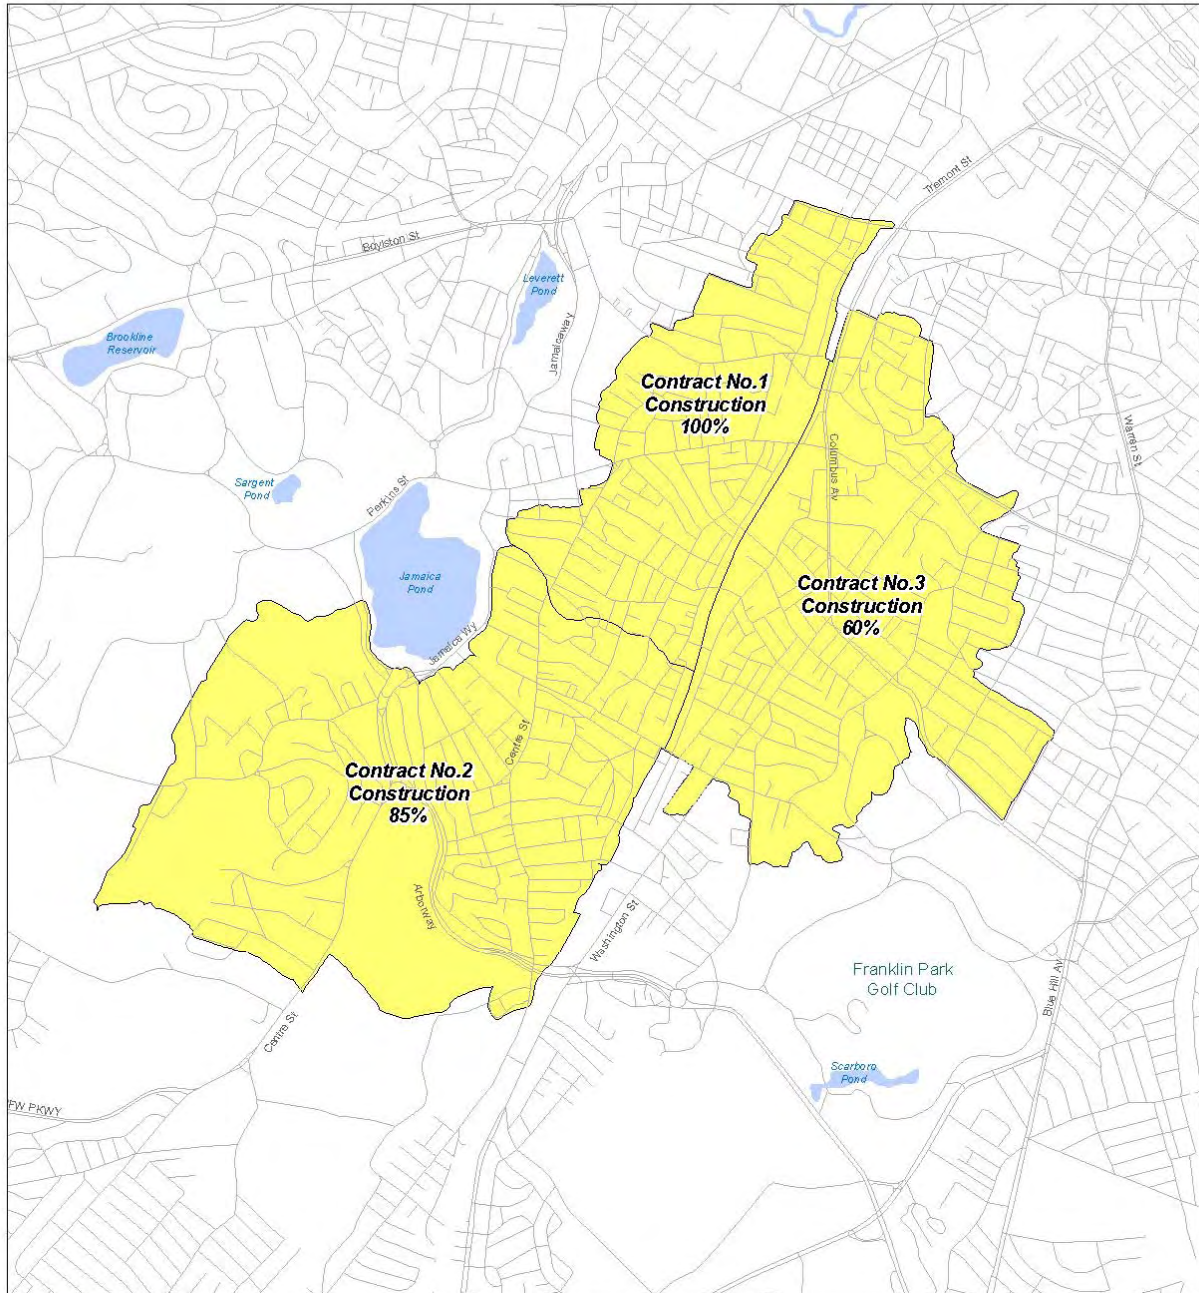 Tremont St
Boylston St
Leverett
Pond
Brookline
Reservoir
Jamaicaway
Contract No.1
Construction
100%
Warren St
Columbus Av
Sargent
Pond
Perkins St
Jamaica
Pond
Contract No.3
Construction
60%
Jamaica Wy
Centre St
Contract No.2
Construction
85%
Arborway
Washington St
Franklin Park
Golf Club
Blue Hill Av
Centre St
Scarboro
Pond
FW PKWY